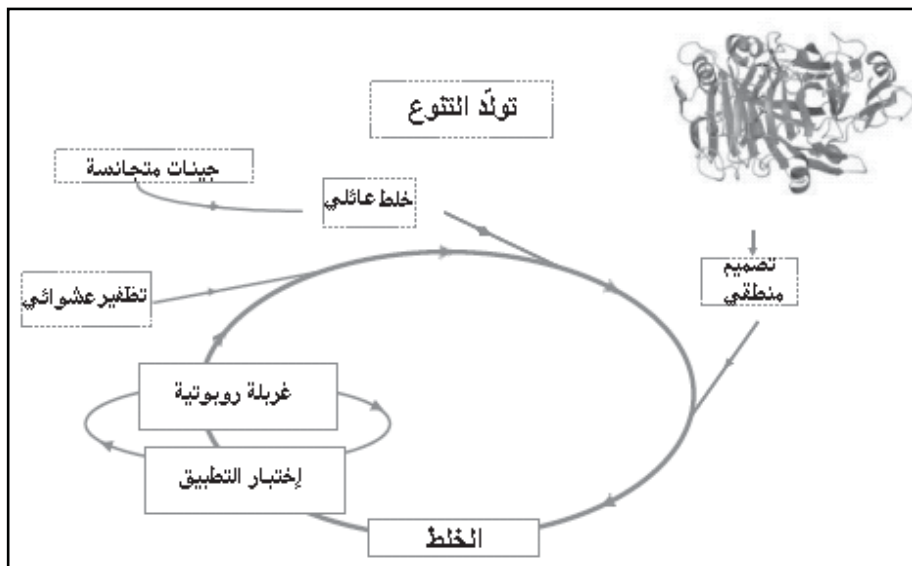 تولّد التنوع
جينات متجانسة
خلط عائلي
تصميم
منطقي
تطفير عشوائي
غربلة روبوتية
إختبار التطبيق
الخلط